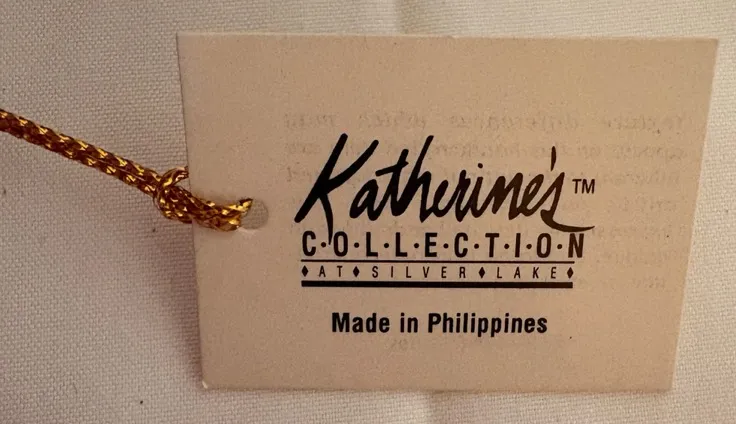 Katherine's™
C·O·L·L·E·C·T·I·O·N
♦AT♦SILVER♦LAKE♦
Made in Philippines